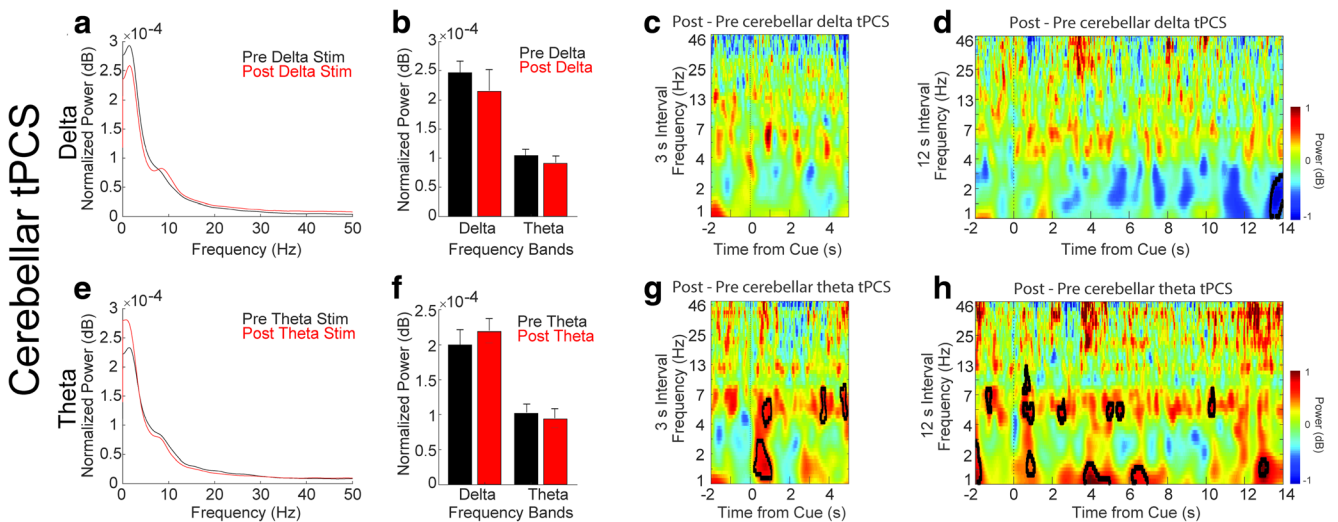 Cerebellar tPCS
Delta
a
3 ×10-4
Normalized Power (dB)
2.5
2
1.5
1
0.5
0
Pre Delta Stim
Post Delta Stim
0 10 20 30 40 50
Frequency (Hz)
b
3 ×10-4
Normalized Power (dB)
2.5
2
1.5
1
0.5
0
Pre Delta
Post Delta
Delta Theta
Frequency Bands
c
Post - Pre cerebellar delta tPCS
3 s Interval
Frequency (Hz)
46
25
13
7
4
2
1
-2 0 2 4
Time from Cue (s)
d
Post - Pre cerebellar delta tPCS
12 s Interval
Frequency (Hz)
46
25
13
7
4
2
1
-2 0 2 4 6 8 10 12 14
Time from Cue (s)
1
-1
Power (dB)
Theta
e
3 ×10-4
Normalized Power (dB)
2.5
2
1.5
1
0.5
0
Pre Theta Stim
Post Theta Stim
0 10 20 30 40 50
Frequency (Hz)
f
×10-4
Normalized Power (dB)
2.5
2
1.5
1
0.5
0
Pre Theta
Post Theta
Delta Theta
Frequency Bands
g
Post - Pre cerebellar theta tPCS
3 s Interval
Frequency (Hz)
46
25
13
7
4
2
1
-2 0 2 4
Time from Cue (s)
h
Post - Pre cerebellar theta tPCS
12 s Interval
Frequency (Hz)
46
25
13
7
4
2
1
-2 0 2 4 6 8 10 12 14
Time from Cue (s)
1
-1
Power (dB)